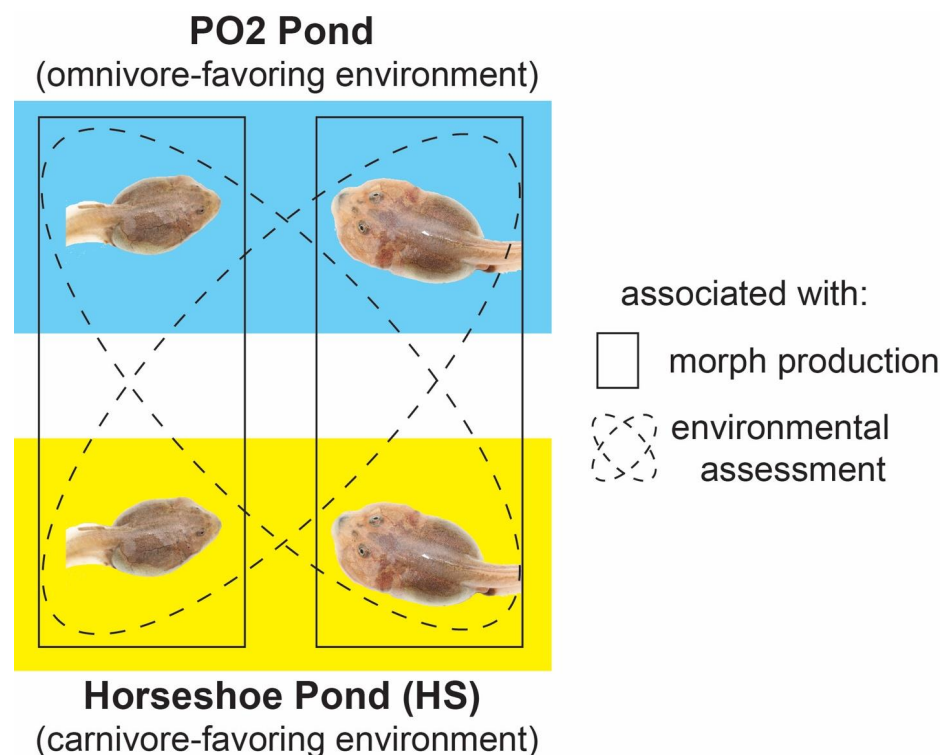 PO2 Pond
(omnivore-favoring environment)
associated with:
morph production
environmental
assessment
Horseshoe Pond (HS)
(carnivore-favoring environment)